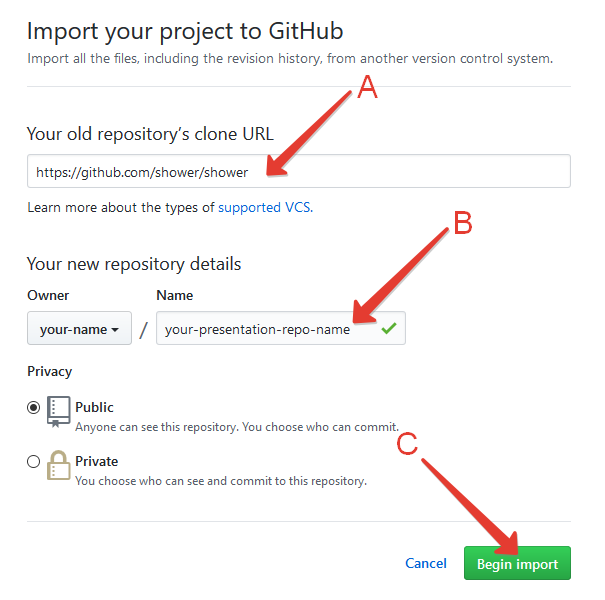 Import your project to GitHub
Import all the files, including the revision history, from another version control system.
A
Your old repository’s clone URL
https://github.com/shower/shower
Learn more about the types of supported VCS.
B
Your new repository details
Owner Name
your-name / your-presentation-repo-name
Privacy
Public
Anyone can see this repository. You choose who can commit.
C
Private
You choose who can see and commit to this repository.
Cancel Begin import